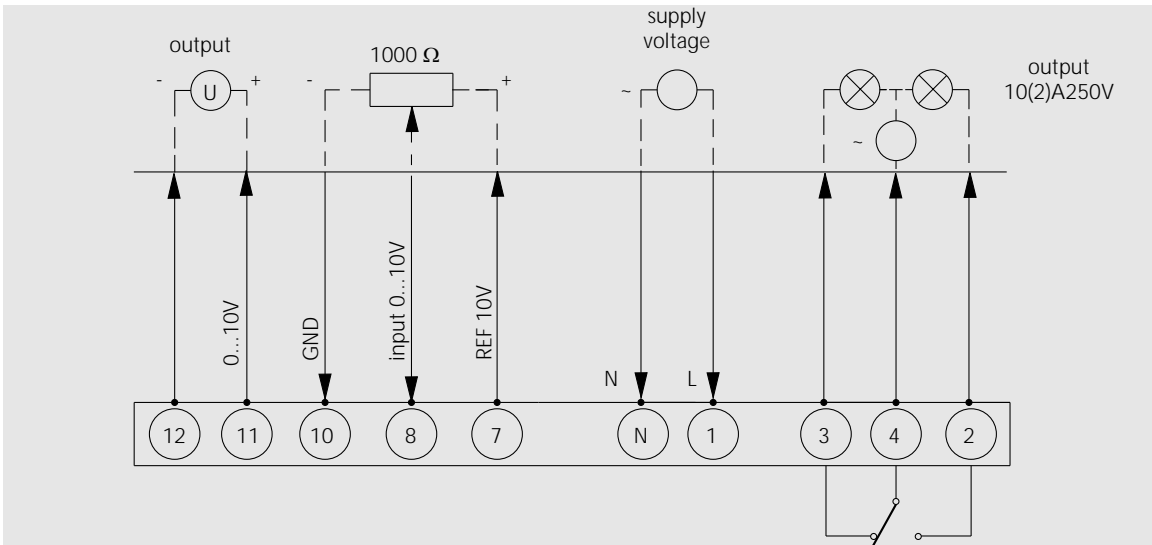 supply
voltage
output
1000 Ω
output
10(2)A250V
- U +
- +
~
~
0...10V
GND
input 0...10V
REF 10V
N
L
12 11 10 8 7 N 1 3 4 2